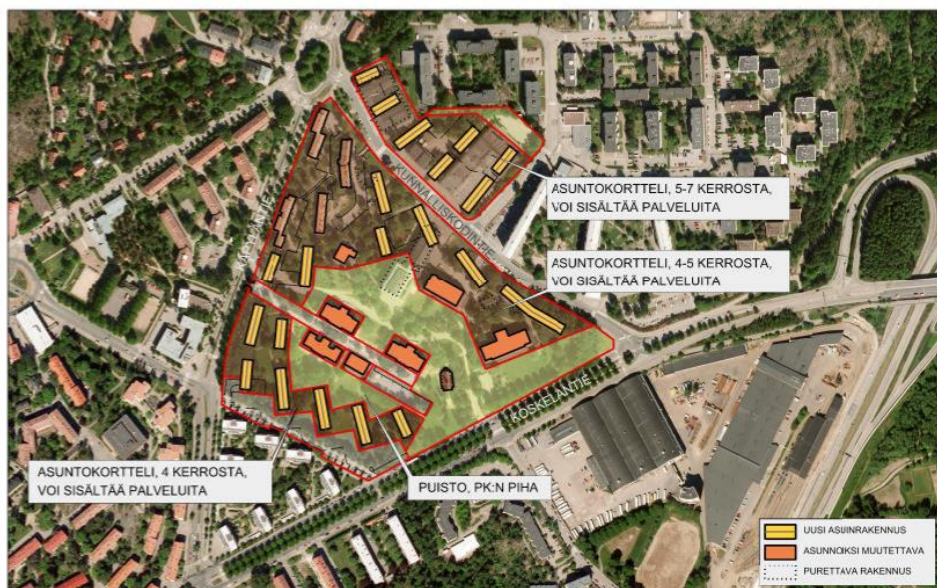 KUNNALLISKODINTIE
ASUNTOKORTTELI, 5-7 KERROSTA,
VOI SISÄLTÄÄ PALVELUITA
ASUNTOKORTTELI, 4-5 KERROSTA,
VOI SISÄLTÄÄ PALVELUITA
KOSKELANTIE
ASUNTOKORTTELI, 4 KERROSTA,
VOI SISÄLTÄÄ PALVELUITA
PUISTO, PK:N PIHA
UUSI ASUINRAKENNUS
ASUNNOIKSI MUUTETTAVA
PURETTAVA RAKENNUS